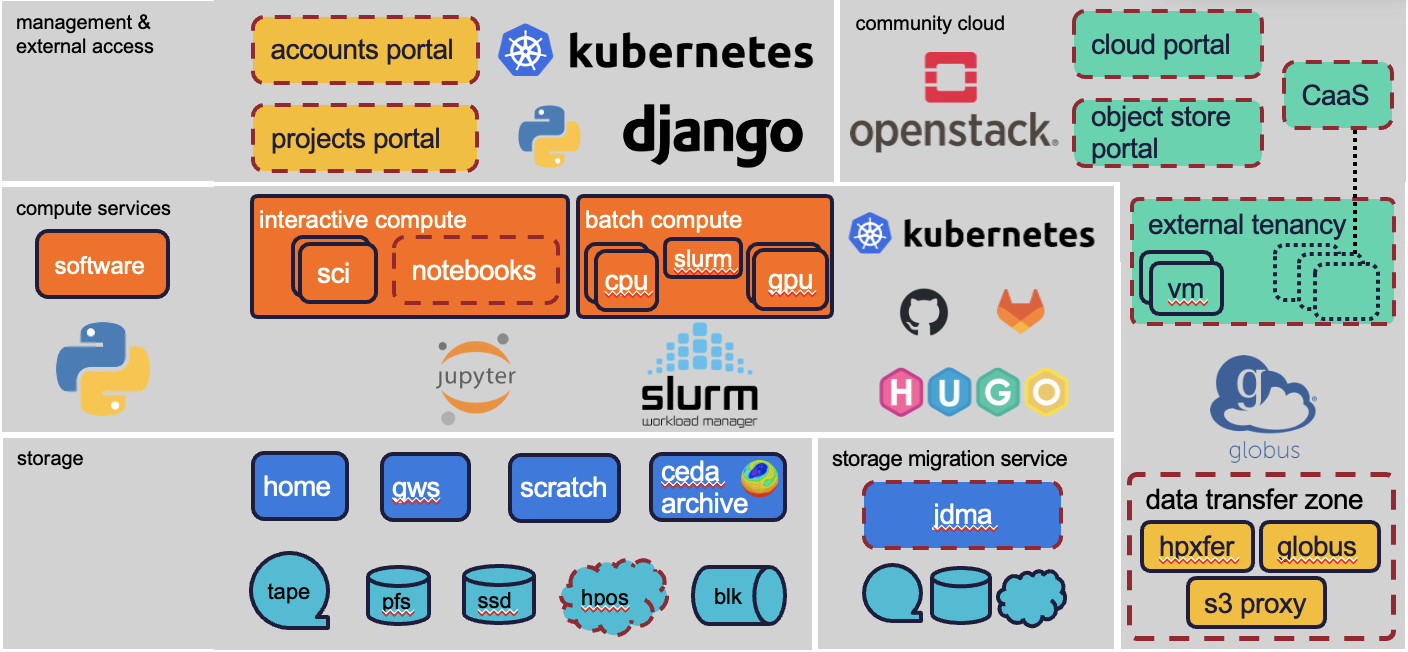 management &
external access
accounts portal
projects portal
kubernetes
django
community cloud
openstack.
cloud portal
object store
portal
CaaS
compute services
software
interactive compute
sci
notebooks
batch compute
cpu
slurm
gpu
jupyter
slurm
workload manager
kubernetes
HUGO
external tenancy
vm
g
globus
storage
home
gws
scratch
ceda
archive
tape
pfs
ssd
hpos
blk
storage migration service
jdma
data transfer zone
hpxfer
globus
s3 proxy